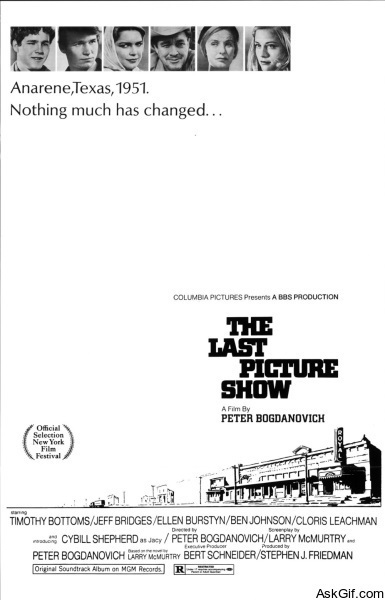 Anarene, Texas, 1951.
Nothing much has changed...
COLUMBIA PICTURES Presents A BBS PRODUCTION
THE
LAST
PICTURE
SHOW
A Film By
PETER BOGDANOVICH
Official
Selection
New York
Film
Festival
ROYAL
starring
TIMOTHY BOTTOMS/JEFF BRIDGES/ELLEN BURSTYN/BEN JOHNSON/CLORIS LEACHMAN
and introducing CYBILL SHEPHERD as Jacy / Directed by PETER BOGDANOVICH / Screenplay by LARRY McMURTRY and
PETER BOGDANOVICH Based on the novel by LARRY McMURTRY Executive Producer BERT SCHNEIDER / Produced by STEPHEN J. FRIEDMAN
Original Soundtrack Album on MGM Records.
R RESTRICTED
AskGif.com